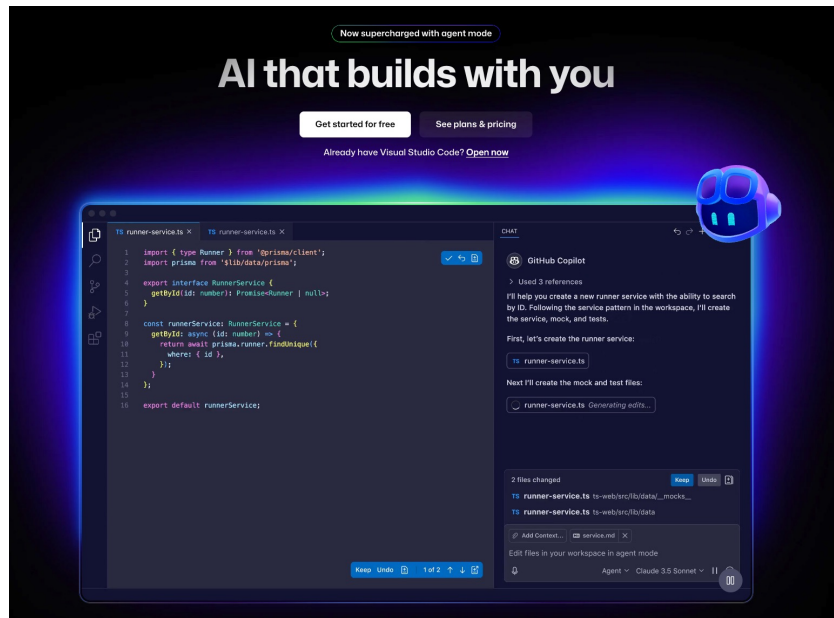 Now supercharged with agent mode
AI that builds with you
Get started for free
See plans & pricing
Already have Visual Studio Code? Open now
TS runner-service.ts ×
TS runner-service.ts ×
1 import { type Runner } from '@prisma/client';
2 import prisma from '$lib/data/prisma';
3
4 export interface RunnerService {
5 getById(id: number): Promise<Runner | null>;
6 }
7
8 const runnerService: RunnerService = {
9 getById: async (id: number) => {
10 return await prisma.runner.findUnique({
11 where: { id },
12 });
13 }
14 };
15
16 export default runnerService;
Keep Undo 1 of 2 ↑ ↓
CHAT
GitHub Copilot
> Used 3 references
I'll help you create a new runner service with the ability to search
by ID. Following the service pattern in the workspace, I'll create
the service, mock, and tests.
First, let's create the runner service:
TS runner-service.ts
Next I'll create the mock and test files:
runner-service.ts Generating edits...
2 files changed
Keep Undo
TS runner-service.ts ts-web/src/lib/data/__mocks__
TS runner-service.ts ts-web/src/lib/data
Add Context...
service.md ×
Edit files in your workspace in agent mode
Agent
Claude 3.5 Sonnet